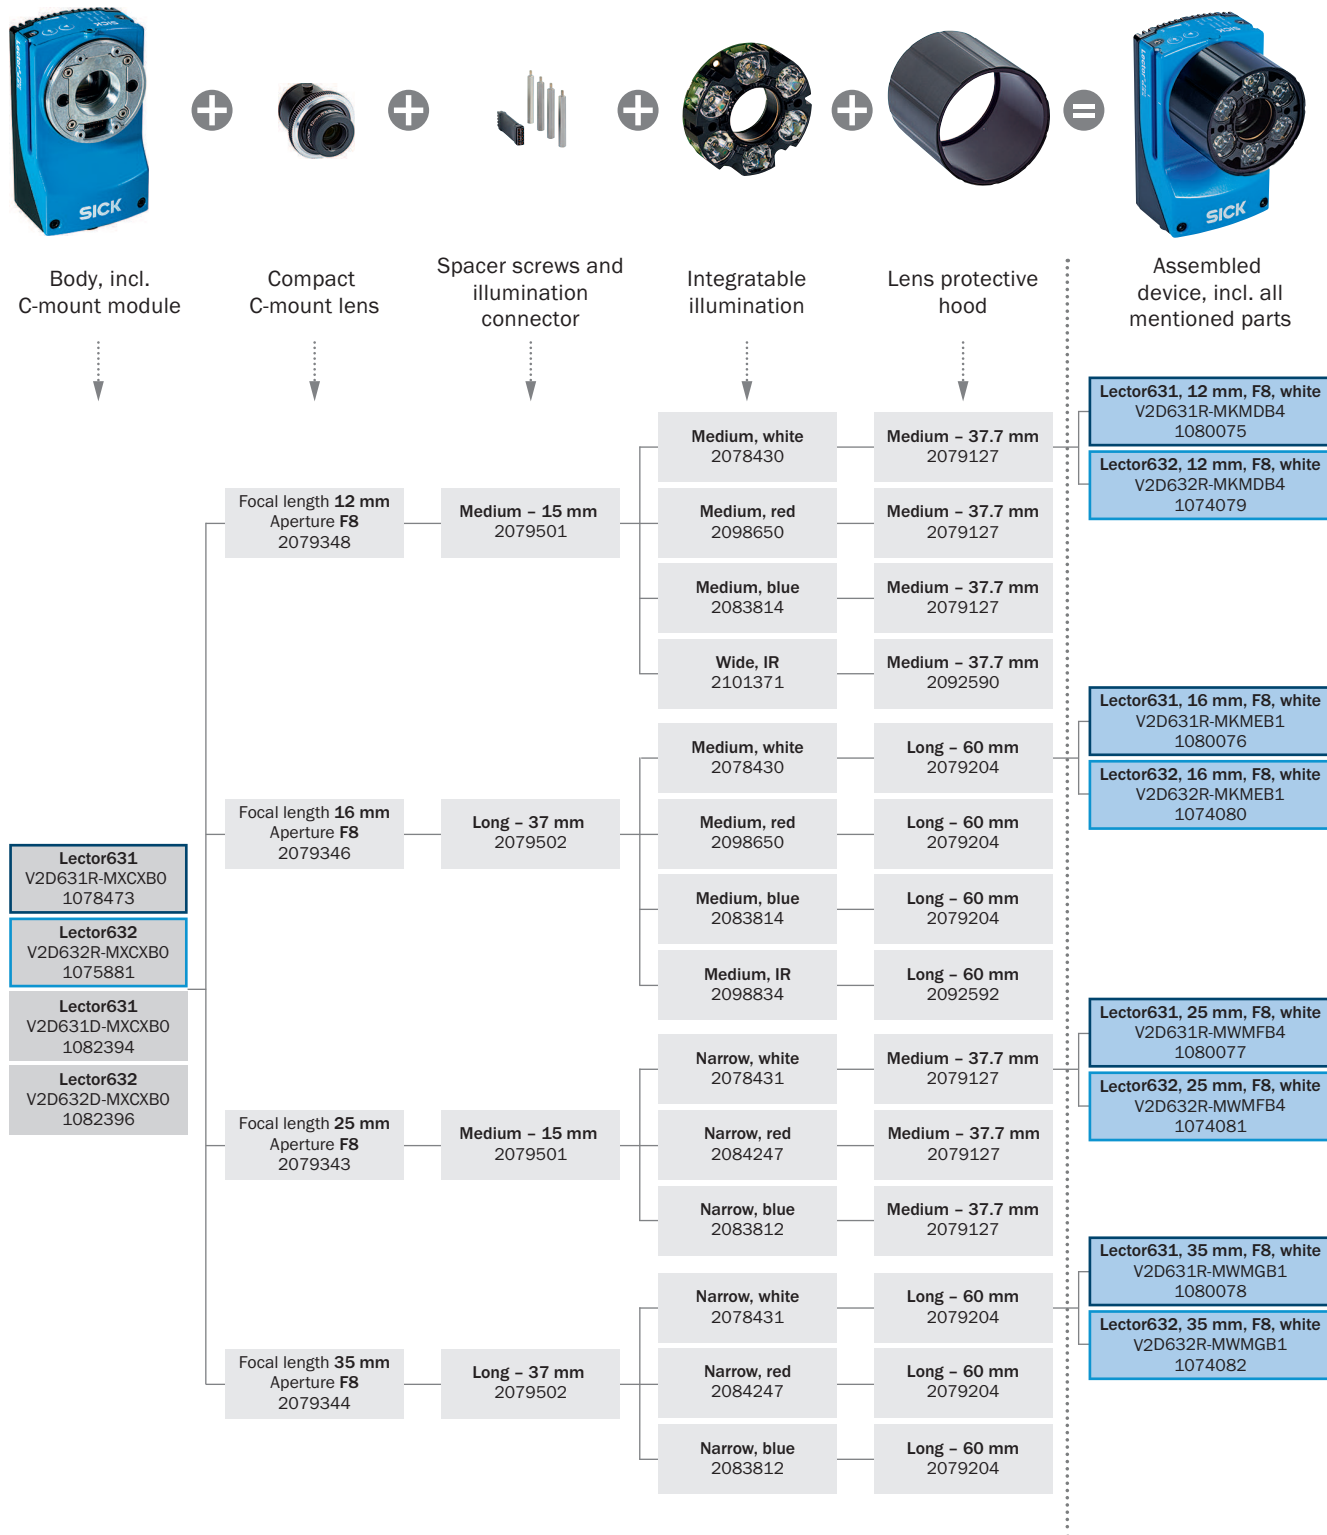 SICK
Lector
SICK
SICK
Lector
SICK
Body, incl.
C-mount module
Compact
C-mount lens
Spacer screws and
illumination
connector
Integratable
illumination
Lens protective
hood
Assembled
device, incl. all
mentioned parts
Lector631
V2D631R-MXCXB0
1078473
Lector632
V2D632R-MXCXB0
1075881
Lector631
V2D631D-MXCXB0
1082394
Lector632
V2D632D-MXCXB0
1082396
Focal length 12 mm
Aperture F8
2079348
Medium – 15 mm
2079501
Medium, white
2078430
Medium – 37.7 mm
2079127
Lector631, 12 mm, F8, white
V2D631R-MKMDB4
1080075
Lector632, 12 mm, F8, white
V2D632R-MKMDB4
1074079
Medium, red
2098650
Medium – 37.7 mm
2079127
Medium, blue
2083814
Medium – 37.7 mm
2079127
Wide, IR
2101371
Medium – 37.7 mm
2092590
Focal length 16 mm
Aperture F8
2079346
Long – 37 mm
2079502
Medium, white
2078430
Long – 60 mm
2079204
Lector631, 16 mm, F8, white
V2D631R-MKMEB1
1080076
Lector632, 16 mm, F8, white
V2D632R-MKMEB1
1074080
Medium, red
2098650
Long – 60 mm
2079204
Medium, blue
2083814
Long – 60 mm
2079204
Medium, IR
2098834
Long – 60 mm
2092592
Focal length 25 mm
Aperture F8
2079343
Medium – 15 mm
2079501
Narrow, white
2078431
Medium – 37.7 mm
2079127
Lector631, 25 mm, F8, white
V2D631R-MWMFB4
1080077
Lector632, 25 mm, F8, white
V2D632R-MWMFB4
1074081
Narrow, red
2084247
Medium – 37.7 mm
2079127
Narrow, blue
2083812
Medium – 37.7 mm
2079127
Focal length 35 mm
Aperture F8
2079344
Long – 37 mm
2079502
Narrow, white
2078431
Long – 60 mm
2079204
Lector631, 35 mm, F8, white
V2D631R-MWMGB1
1080078
Lector632, 35 mm, F8, white
V2D632R-MWMGB1
1074082
Narrow, red
2084247
Long – 60 mm
2079204
Narrow, blue
2083812
Long – 60 mm
2079204